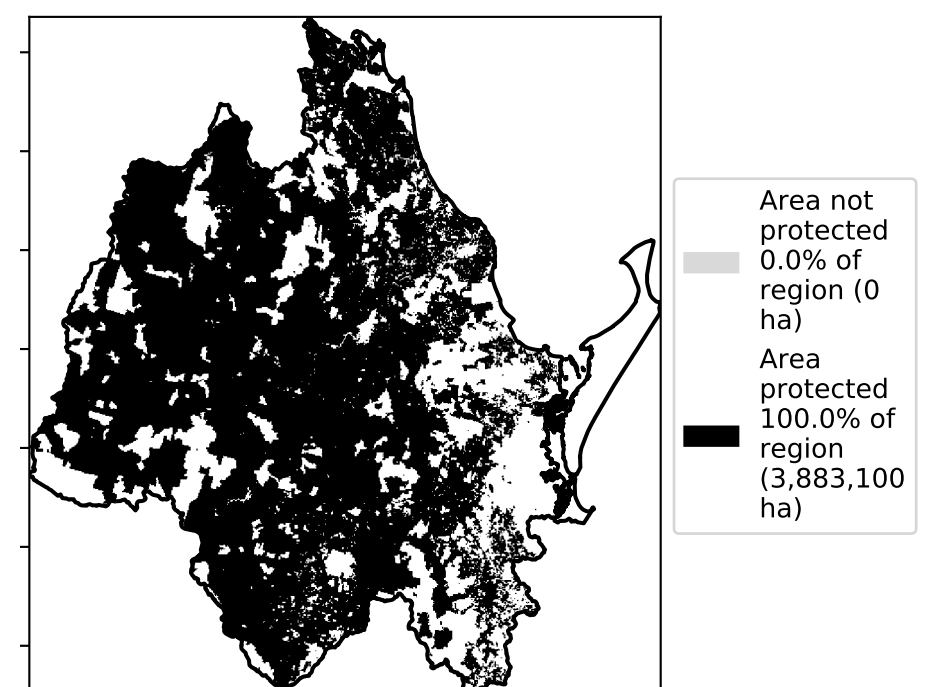 Area not
protected
0.0% of
region (0
ha)
Area
protected
100.0% of
region
(3,883,100
ha)